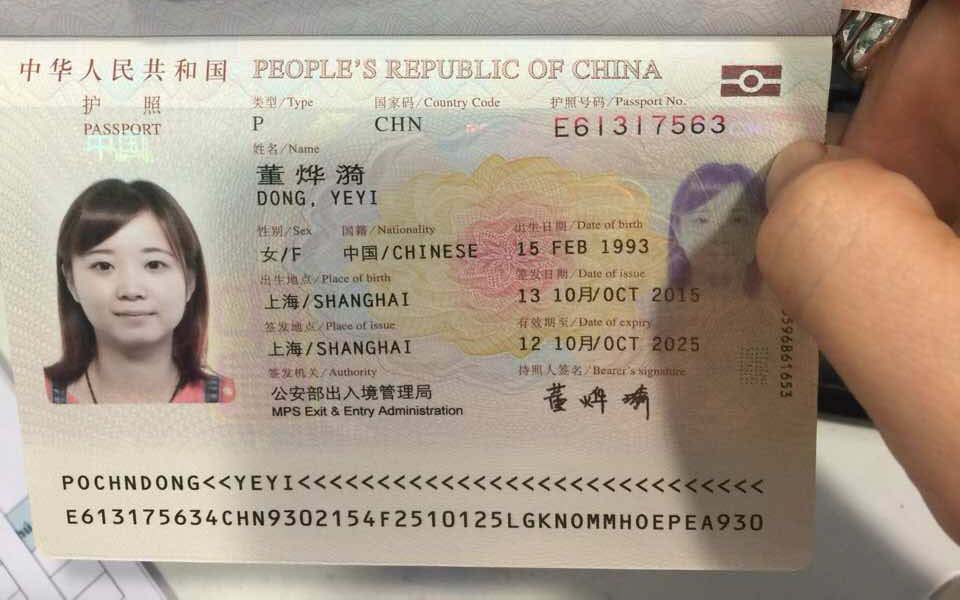 中华人民共和国 PEOPLE'S REPUBLIC OF CHINA
护 照
PASSPORT
中国
类型/Type 国家码/Country Code 护照号码/Passport No.
P CHN E61317563
姓名/Name
董烨漪
DONG, YEYI
性别/Sex 国籍/Nationality 出生日期/Date of birth
女/F 中国/CHINESE 15 FEB 1993
出生地点/Place of birth 签发日期/Date of issue
上海/SHANGHAI 13 10月/OCT 2015
签发地点/Place of issue 有效期至/Date of expiry
上海/SHANGHAI 12 10月/OCT 2025
签发机关/Authority 持照人签名/Bearer's signature
公安部出入境管理局 董烨漪
MPS Exit & Entry Administration
POCHNDONG<<YEYI<<<<<<<<<<<<<<<<<<<<<<<<<<<<<
E613175634CHN9302154F2510125LGKNOMMHOEPEA930